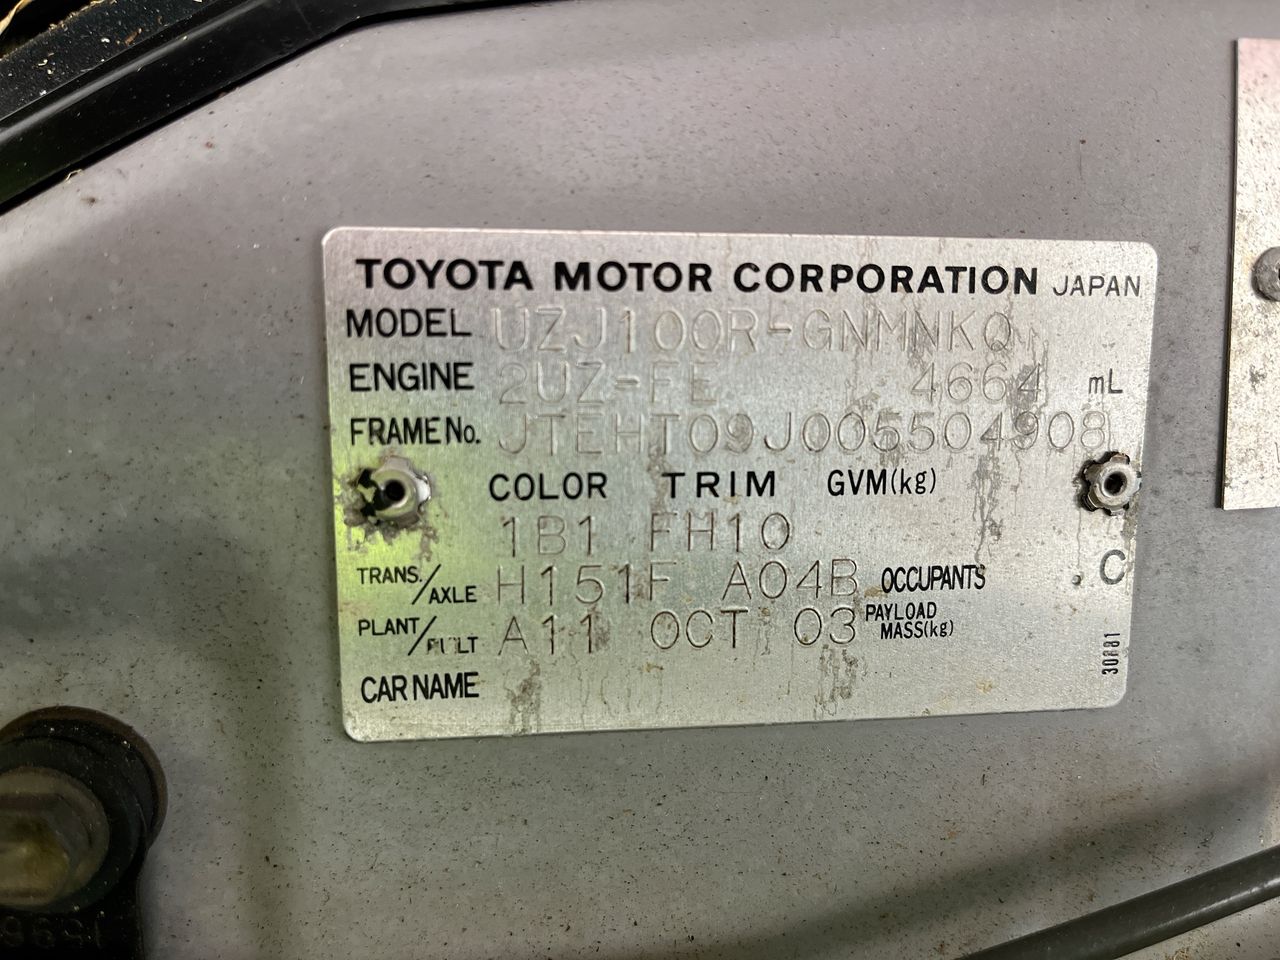 TOYOTA MOTOR CORPORATION JAPAN
MODEL UZJ100R-GNMNKQ
ENGINE 2UZ-FE 4664 mL
FRAME No. JTEHT09J005504908
COLOR TRIM GVM(kg)
1B1 FH10
TRANS./AXLE H151F A04B OCCUPANTS C
PLANT/BUILT A11 OCT 03 PAYLOAD MASS(kg)
CAR NAME